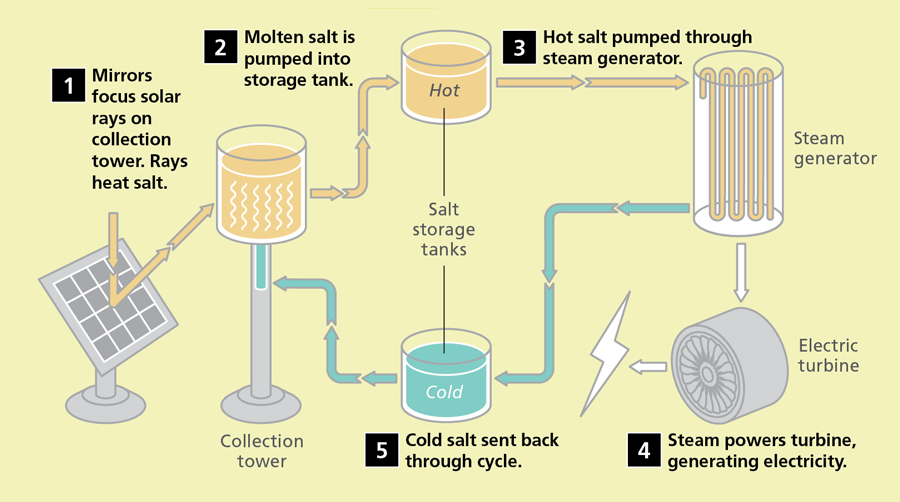 1
Mirrors
focus solar
rays on
collection
tower. Rays
heat salt.
2
Molten salt is
pumped into
storage tank.
Hot
3
Hot salt pumped through
steam generator.
Steam
generator
Salt
storage
tanks
Cold
Electric
turbine
4
Steam powers turbine,
generating electricity.
5
Cold salt sent back
through cycle.
Collection
tower